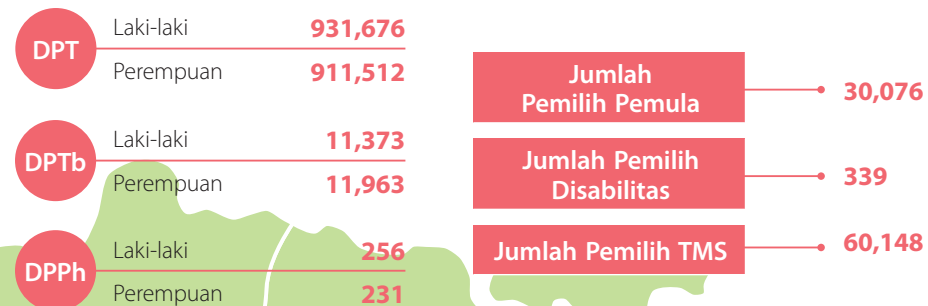 DPT
Laki-laki 931,676
Perempuan 911,512
DPTb
Laki-laki 11,373
Perempuan 11,963
DPPh
Laki-laki 256
Perempuan 231
Jumlah
Pemilih Pemula
30,076
Jumlah Pemilih
Disabilitas
339
Jumlah Pemilih TMS 60,148